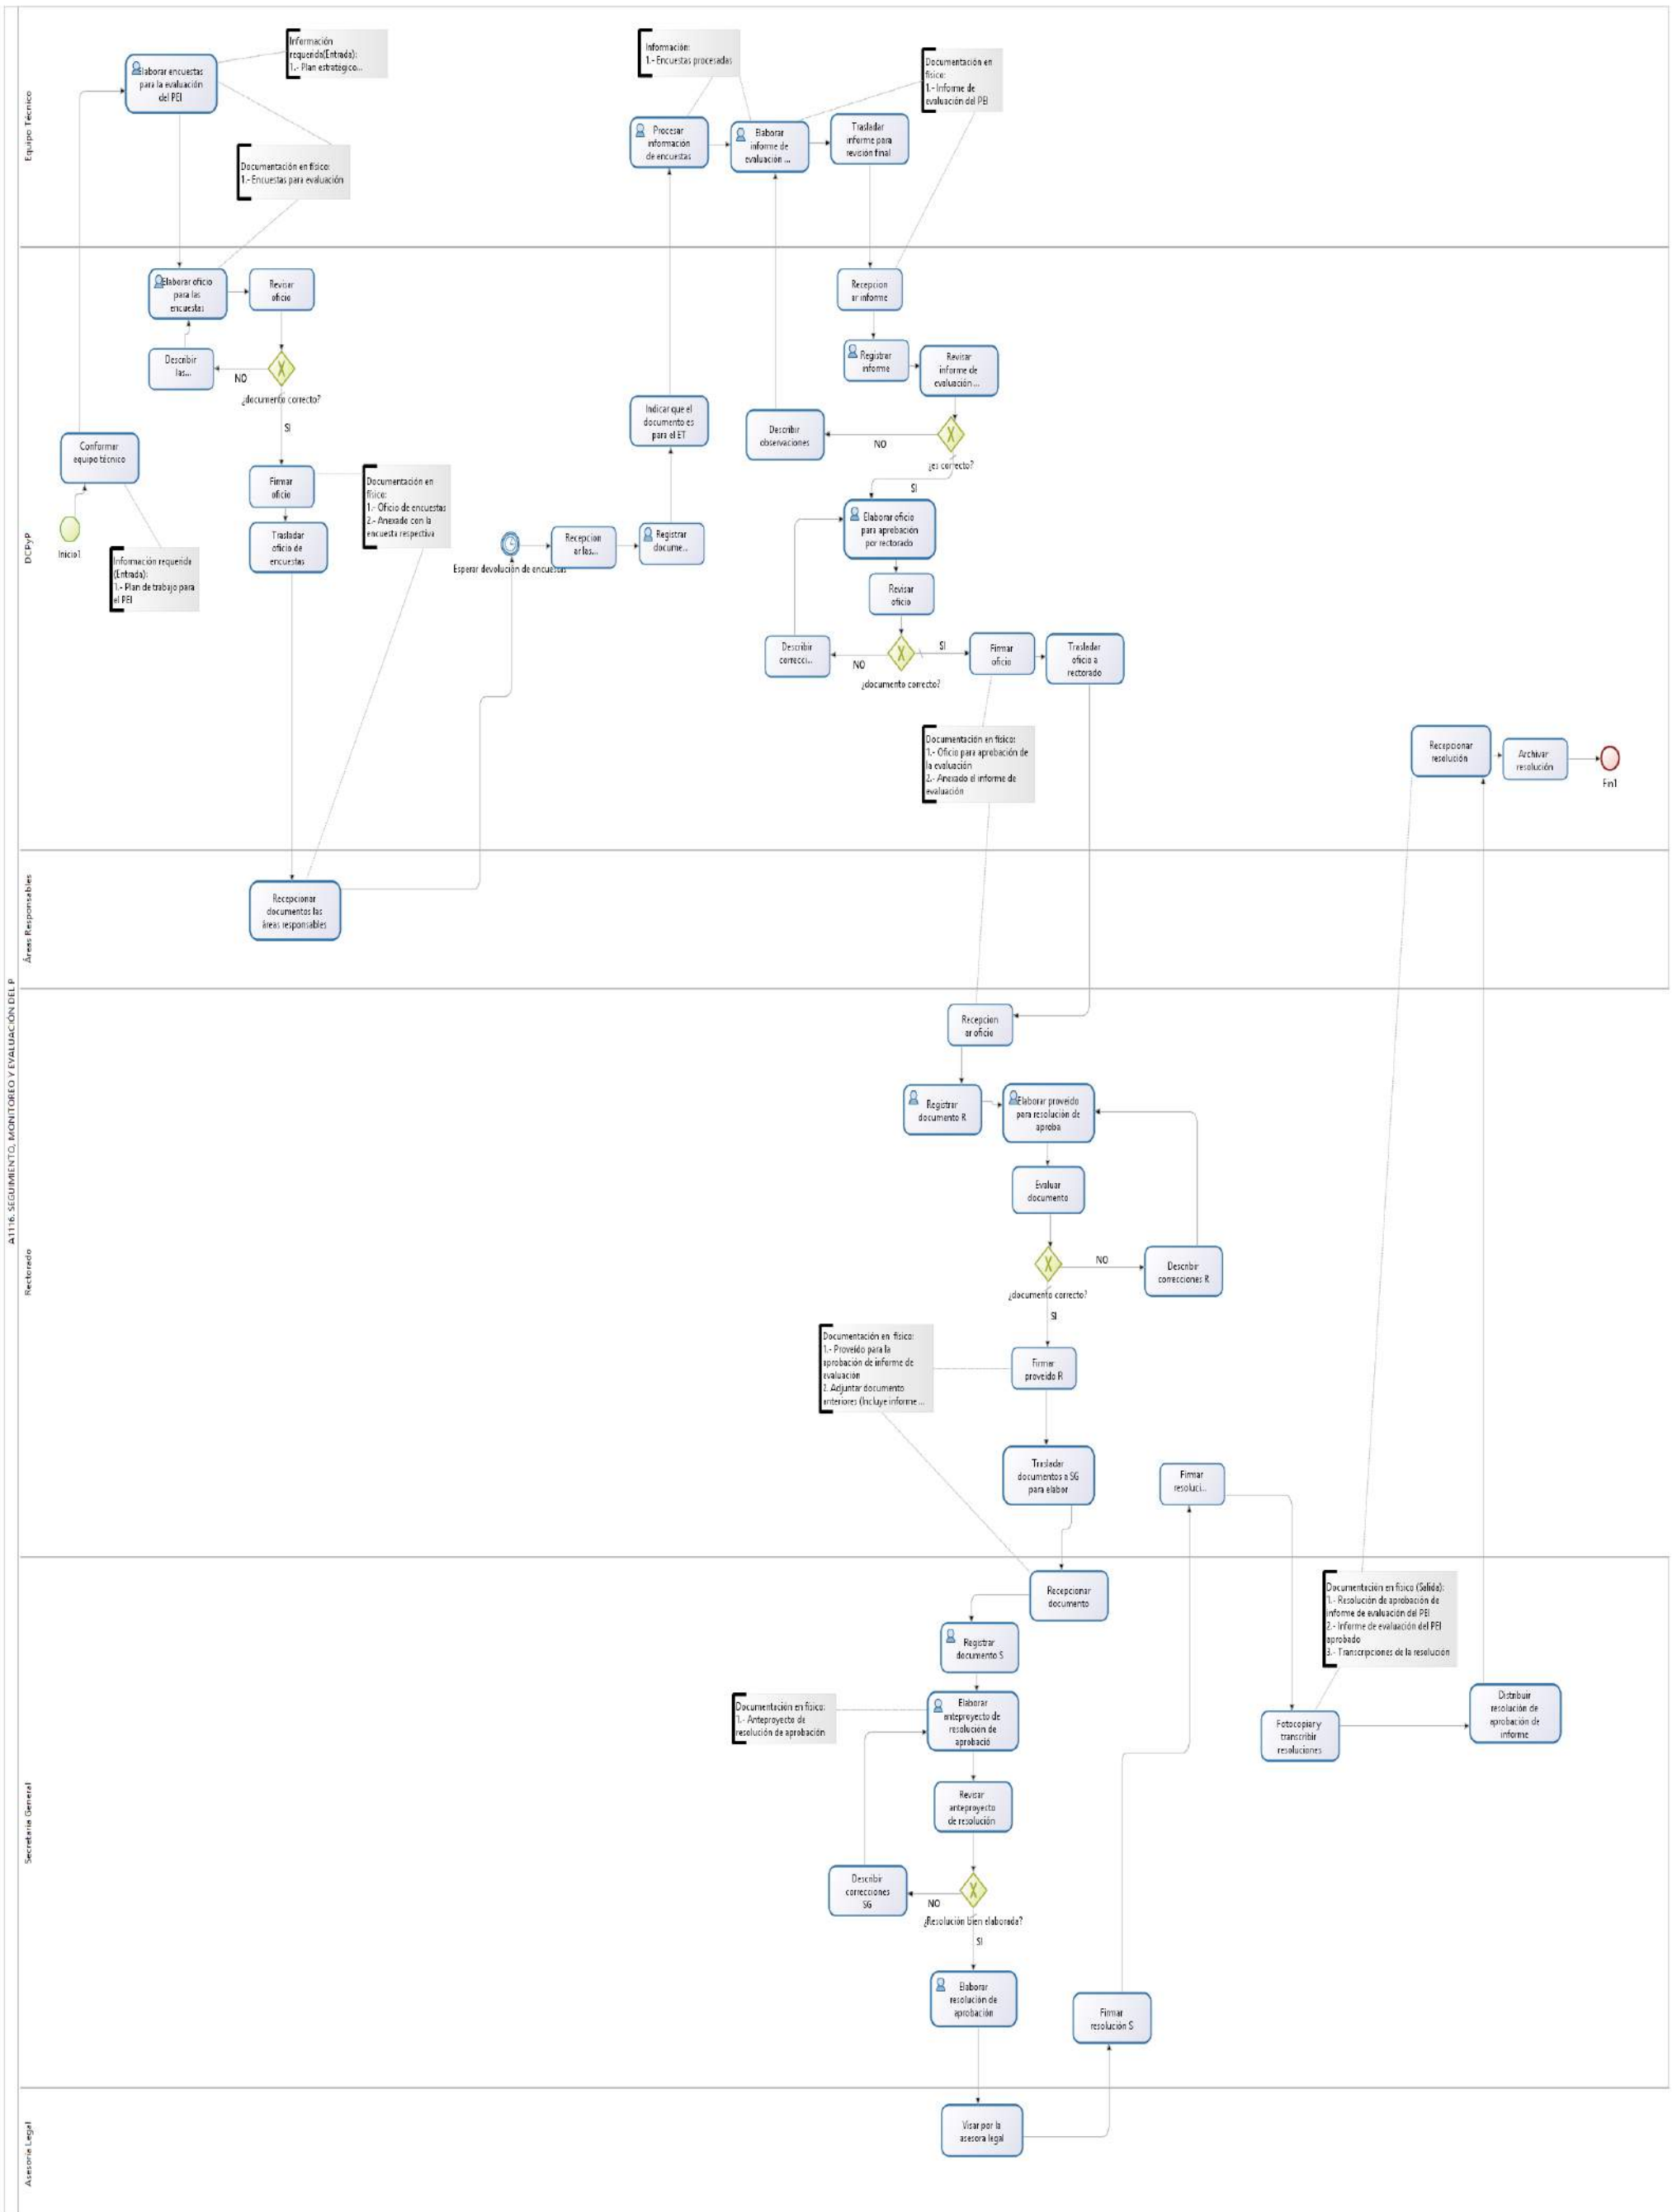 A1116. SEGUIMIENTO, MONITOREO Y EVALUACIÓN DEL P
Equipo Técnico
Elaborar encuestas
para la evaluación
del PEI
Información
requerida(Entrada):
1.- Plan estratégico...
Documentación en físico:
1.- Encuestas para evaluación
Información:
1.- Encuestas procesadas
Procesar
información
de encuestas
Elaborar
informe de
evaluación ...
Trasladar
informe para
revisión final
Documentación en
físico:
1.- Informe de
evaluación del PEI
DCPyP
Elaborar oficio
para las
encuestas
Revisar
oficio
Describir
las...
NO
¿documento correcto?
SI
Conformar
equipo técnico
Inicio1
Información requerida
(Entrada):
1.- Plan de trabajo para
el PEI
Firmar
oficio
Trasladar
oficio de
encuestas
Documentación en
físico:
1.- Oficio de encuestas
2.- Anexado con la
encuesta respectiva
Esperar devolución de encuestas
Recepcion
ar las...
Registrar
docume...
Indicar que el
documento es
para el ET
Recepcion
ar informe
Registrar
informe
Revisar
informe de
evaluación ...
Describir
observaciones
NO
¿es correcto?
SI
Elaborar oficio
para aprobación
por rectorado
Revisar
oficio
Describir
correcci...
NO
¿documento correcto?
SI
Firmar
oficio
Trasladar
oficio a
rectorado
Documentación en físico:
1.- Oficio para aprobación de
la evaluación
2.- Anexado el informe de
evaluación
Recepcionar
resolución
Archivar
resolución
Fin1
Áreas Responsables
Recepcionar
documentos las
áreas responsables
Rectorado
Recepcion
ar oficio
Registrar
documento R
Elaborar proveído
para resolución de
aproba
Evaluar
documento
NO
Describir
correcciones R
¿documento correcto?
SI
Documentación en físico:
1.- Proveído para la
aprobación de informe de
evaluación
2. Adjuntar documento
anteriores (Incluye informe ...
Firmar
proveído R
Trasladar
documentos a SG
para elabor
Firmar
resoluci...
Secretaria General
Recepcionar
documento
Registrar
documento S
Documentación en físico:
1.- Anteproyecto de
resolución de aprobación
Elaborar
anteproyecto de
resolución de
aprobació
Revisar
anteproyecto
de resolución
Describir
correcciones
SG
NO
¿Resolución bien elaborada?
SI
Elaborar
resolución de
aprobación
Firmar
resolución S
Documentación en físico (Salida):
1.- Resolución de aprobación de
informe de evaluación del PEI
2.- Informe de evaluación del PEI
aprobado
3.- Transcripciones de la resolución
Fotocopiar y
transcribir
resoluciones
Distribuir
resolución de
aprobación de
informe
Asesoría Legal
Visar por la
asesora legal